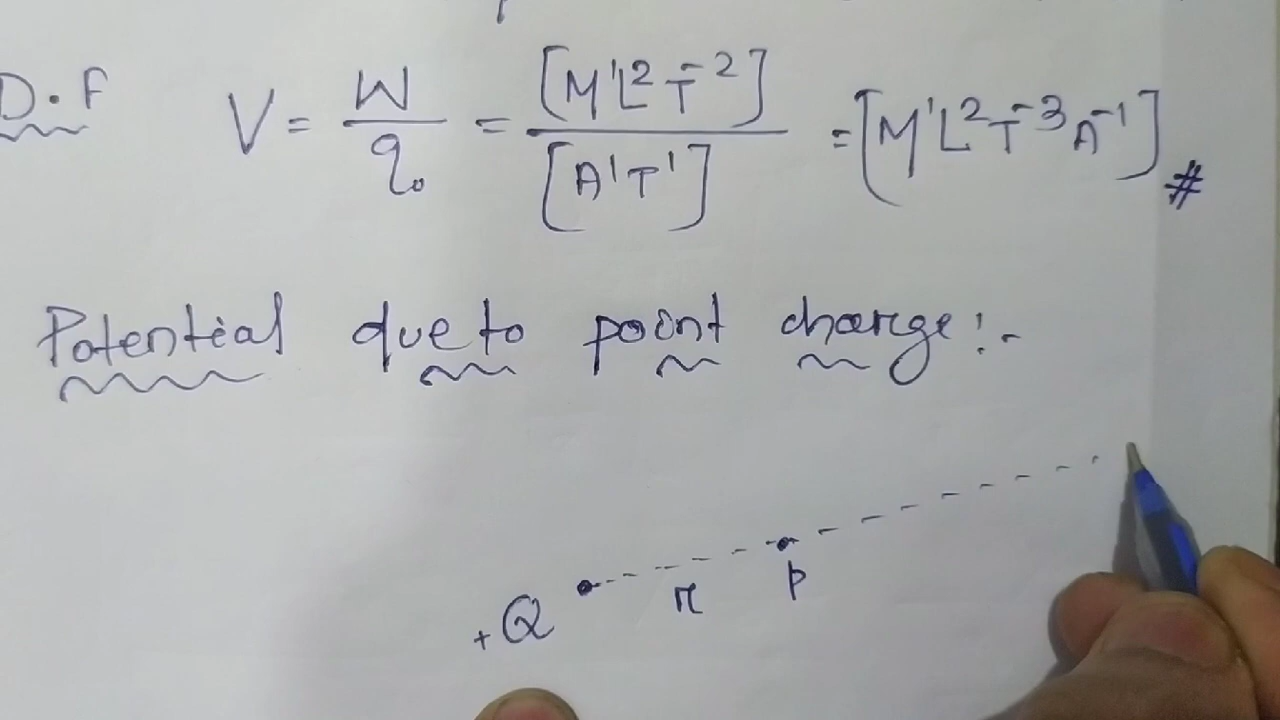 D.F V = W/q₀ = [M¹L²T⁻²]/[A¹T¹] = [M¹L²T⁻³A⁻¹] #
Potential due to point charge:-
+Q r P